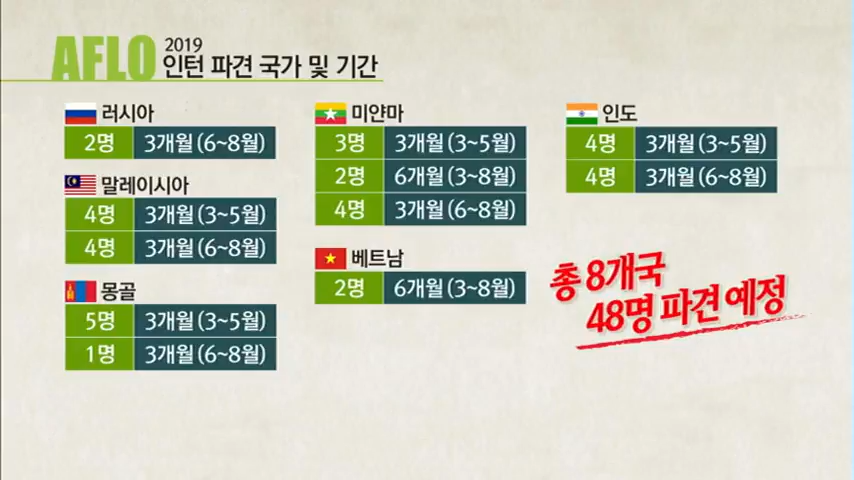 AFLO
2019
인턴 파견 국가 및 기간
러시아
2명 3개월 (6~8월)
말레이시아
4명 3개월 (3~5월)
4명 3개월 (6~8월)
몽골
5명 3개월 (3~5월)
1명 3개월 (6~8월)
미얀마
3명 3개월 (3~5월)
2명 6개월 (3~8월)
4명 3개월 (6~8월)
베트남
2명 6개월 (3~8월)
인도
4명 3개월 (3~5월)
4명 3개월 (6~8월)
총 8개국
48명 파견 예정